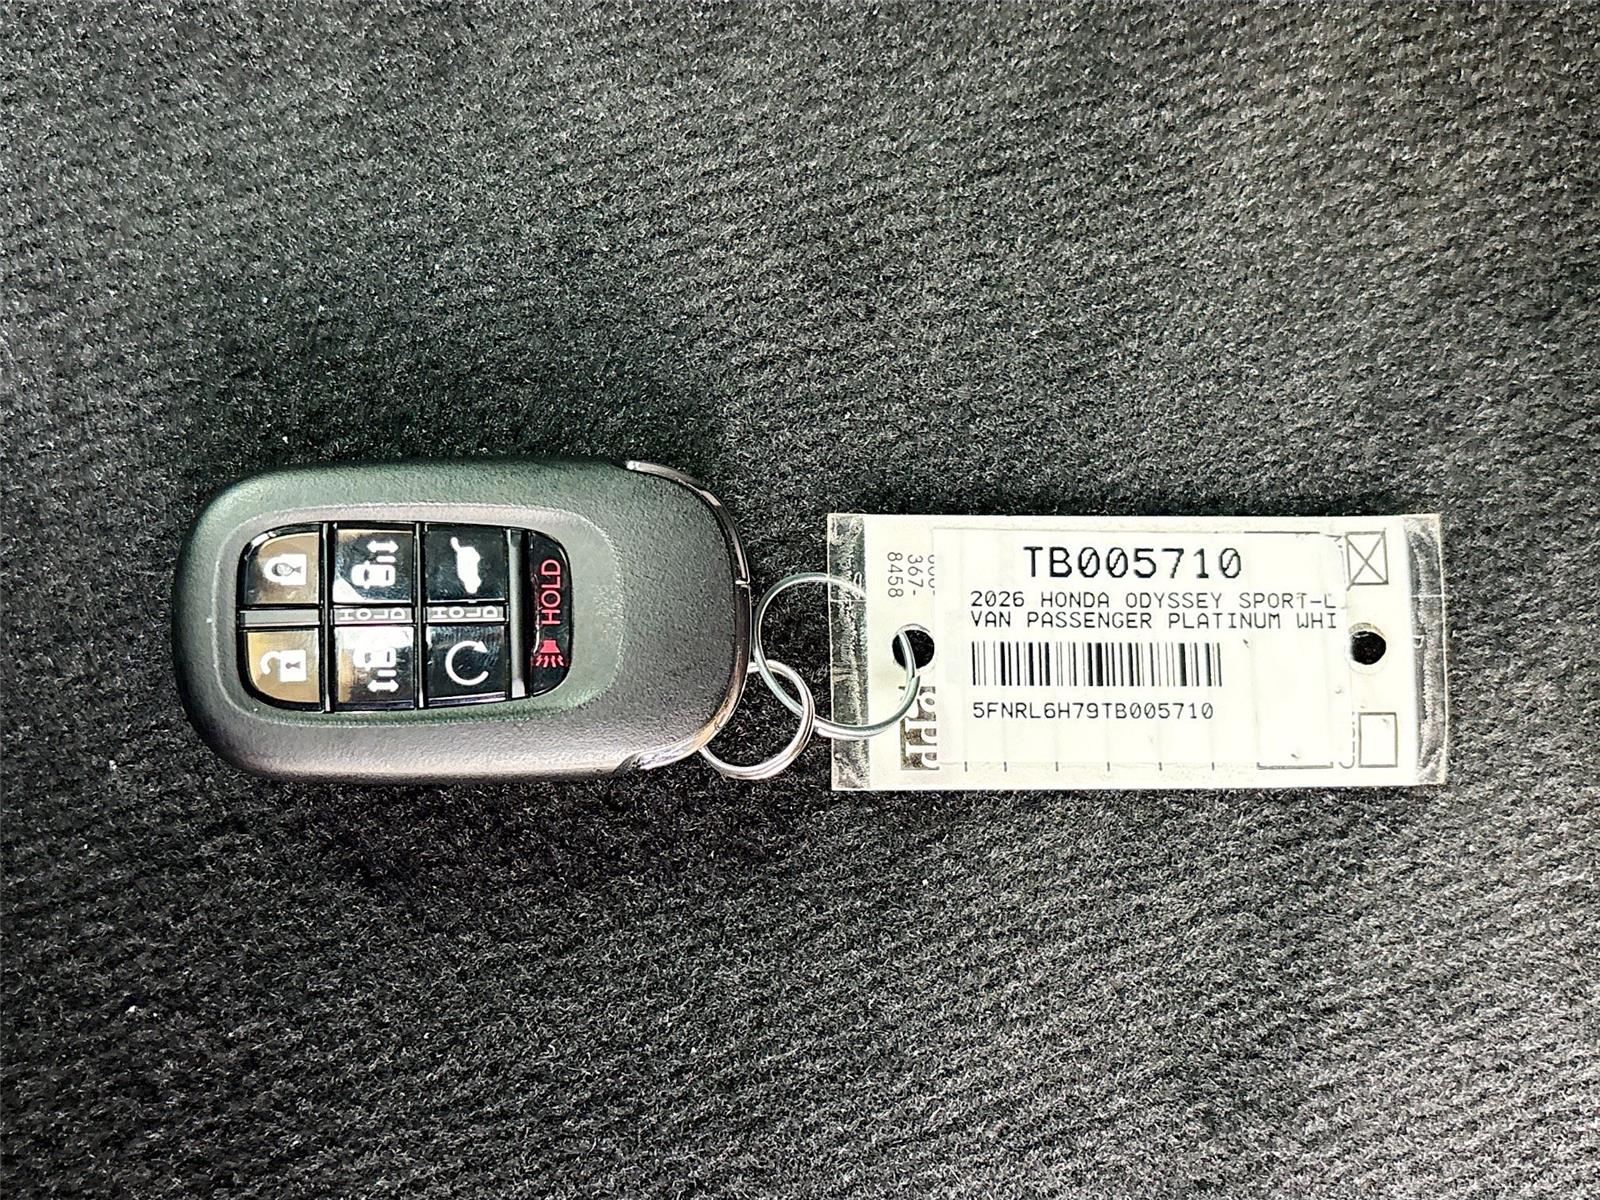 HOLD
HOLD
HOLD
367-
8458
TB005710
2026 HONDA ODYSSEY SPORT-L
VAN PASSENGER PLATINUM WHI
5FNRL6H79TB005710